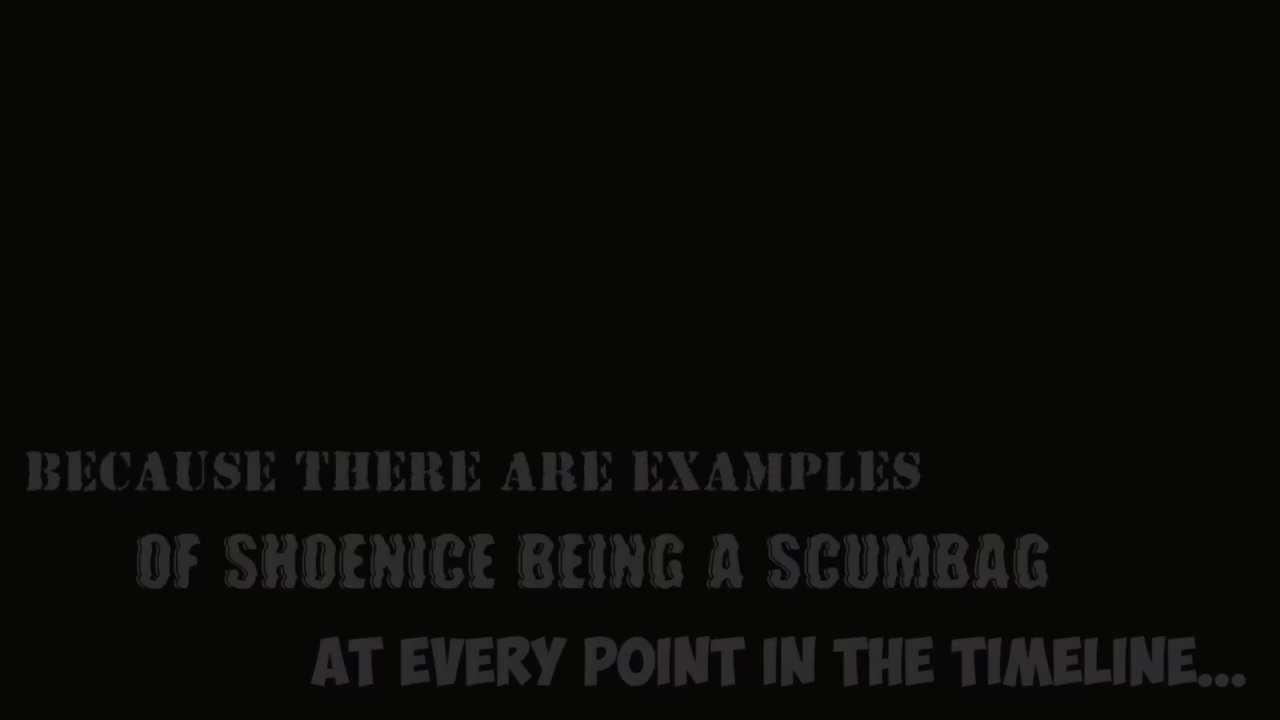 BECAUSE THERE ARE EXAMPLES
OF SHOENICE BEING A SCUMBAG
AT EVERY POINT IN THE TIMELINE...